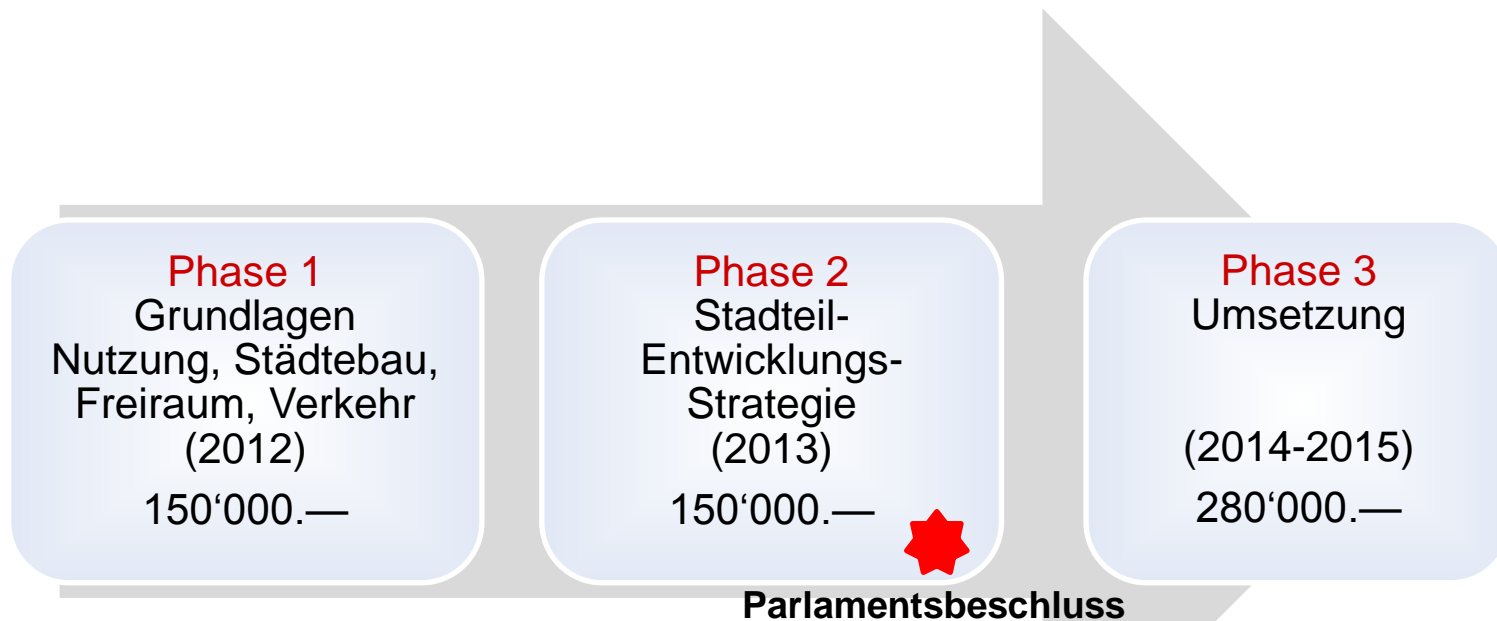 Phase 1
Grundlagen
Nutzung, Städtebau,
Freiraum, Verkehr
(2012)
150‘000.—
Phase 2
Stadteil-
Entwicklungs-
Strategie
(2013)
150‘000.—
Phase 3
Umsetzung
(2014-2015)
280‘000.—
Parlamentsbeschluss